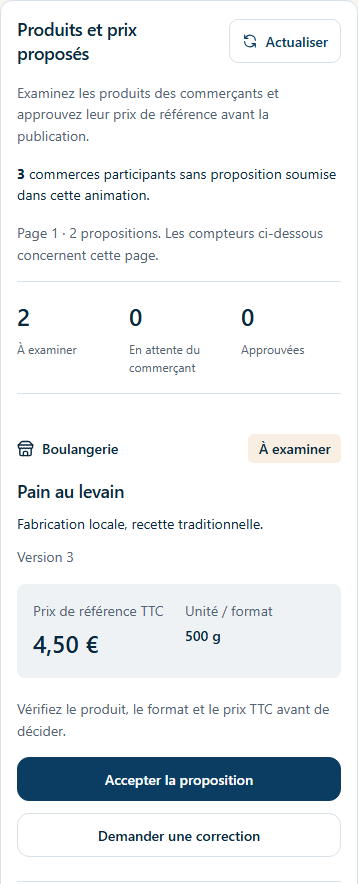 Produits et prix
proposés
Actualiser
Examinez les produits des commerçants et
approuvez leur prix de référence avant la
publication.
3 commerces participants sans proposition soumise
dans cette animation.
Page 1 · 2 propositions. Les compteurs ci-dessous
concernent cette page.
2
0
0
À examiner
En attente du
commerçant
Approuvées
Boulangerie
À examiner
Pain au levain
Fabrication locale, recette traditionnelle.
Version 3
Prix de référence TTC
Unité / format
4,50 €
500 g
Vérifiez le produit, le format et le prix TTC avant de
décider.
Accepter la proposition
Demander une correction